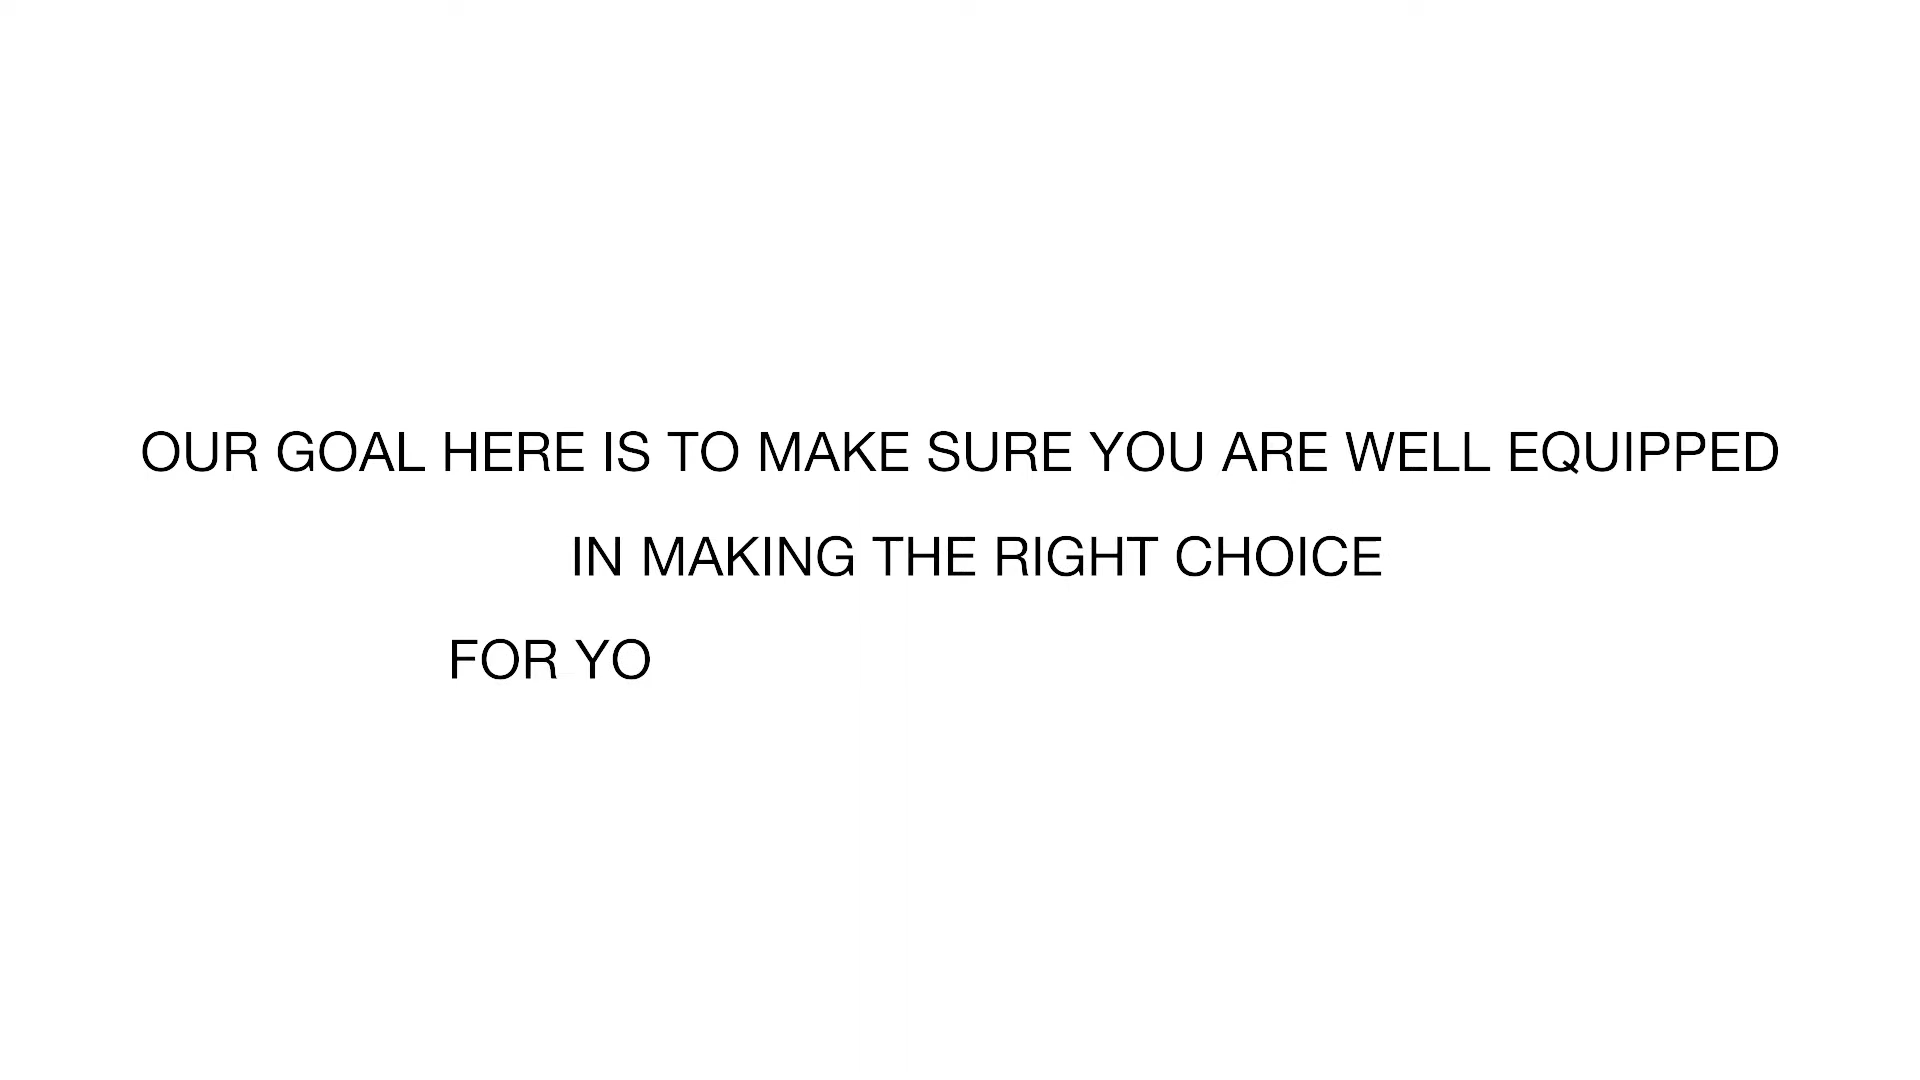 OUR GOAL HERE IS TO MAKE SURE YOU ARE WELL EQUIPPED
IN MAKING THE RIGHT CHOICE
FOR YO